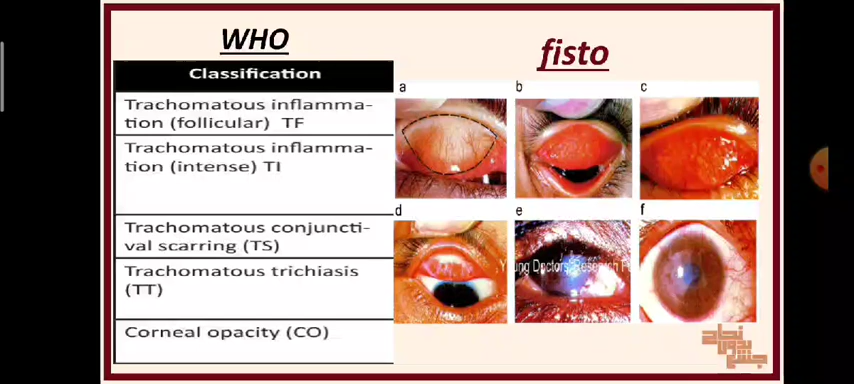 WHO
Classification
Trachomatous inflamma-
tion (follicular) TF
Trachomatous inflamma-
tion (intense) TI
Trachomatous conjuncti-
val scarring (TS)
Trachomatous trichiasis
(TT)
Corneal opacity (CO)
fisto
a b c
d e f
Young Doctors' Research